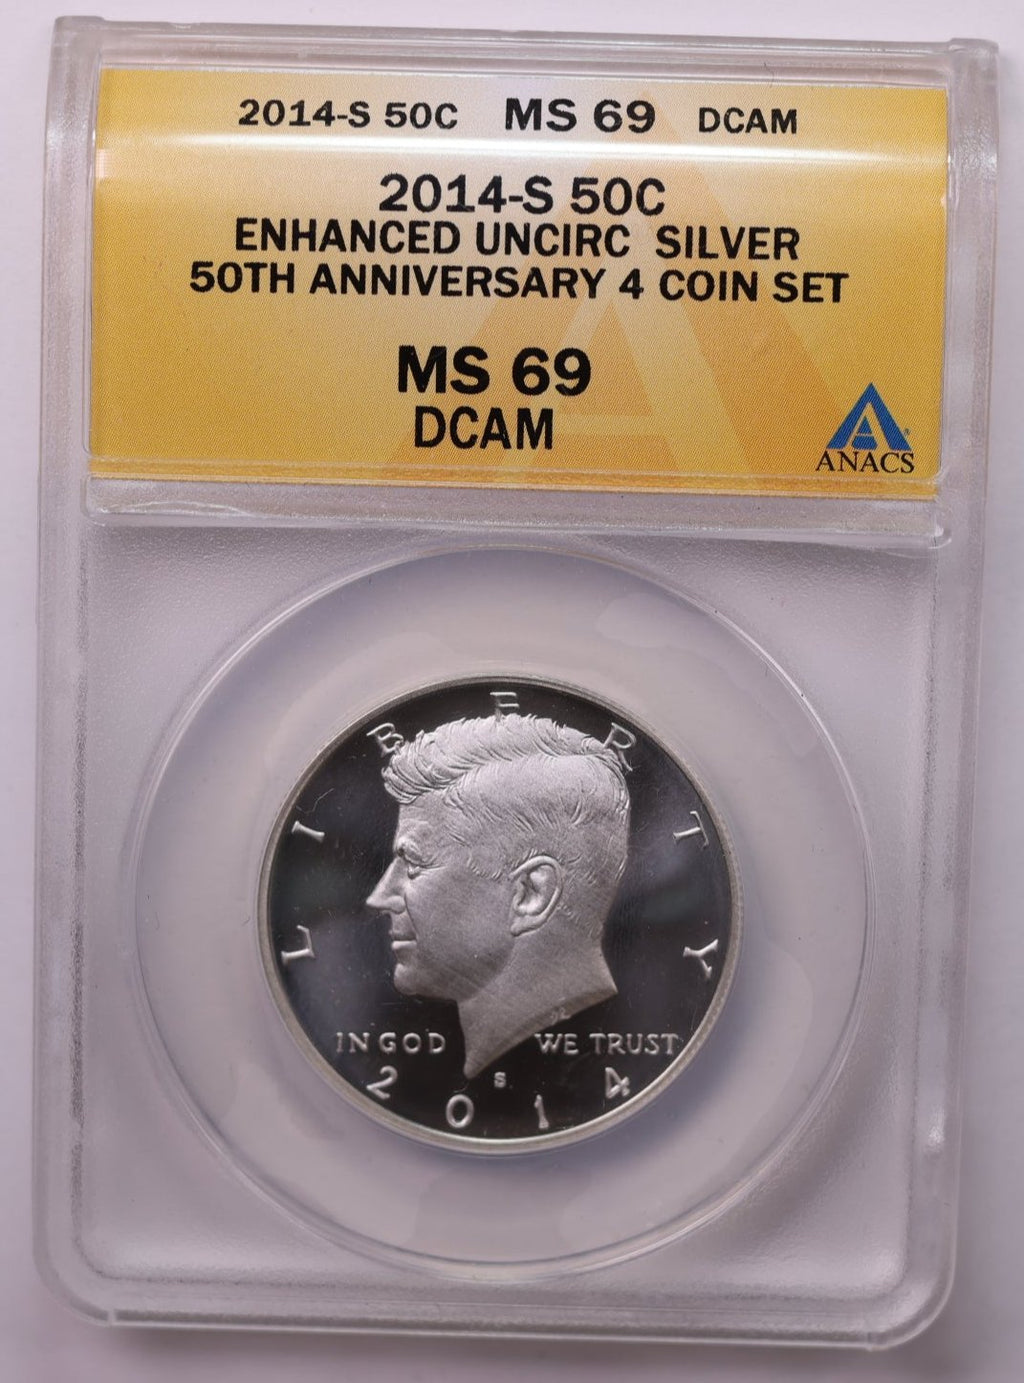 2014-S 50C MS 69 DCAM
2014-S 50C
ENHANCED UNCIRC SILVER
50TH ANNIVERSARY 4 COIN SET
MS 69
DCAM
ANACS
LIBERTY
IN GOD WE TRUST
S
2014